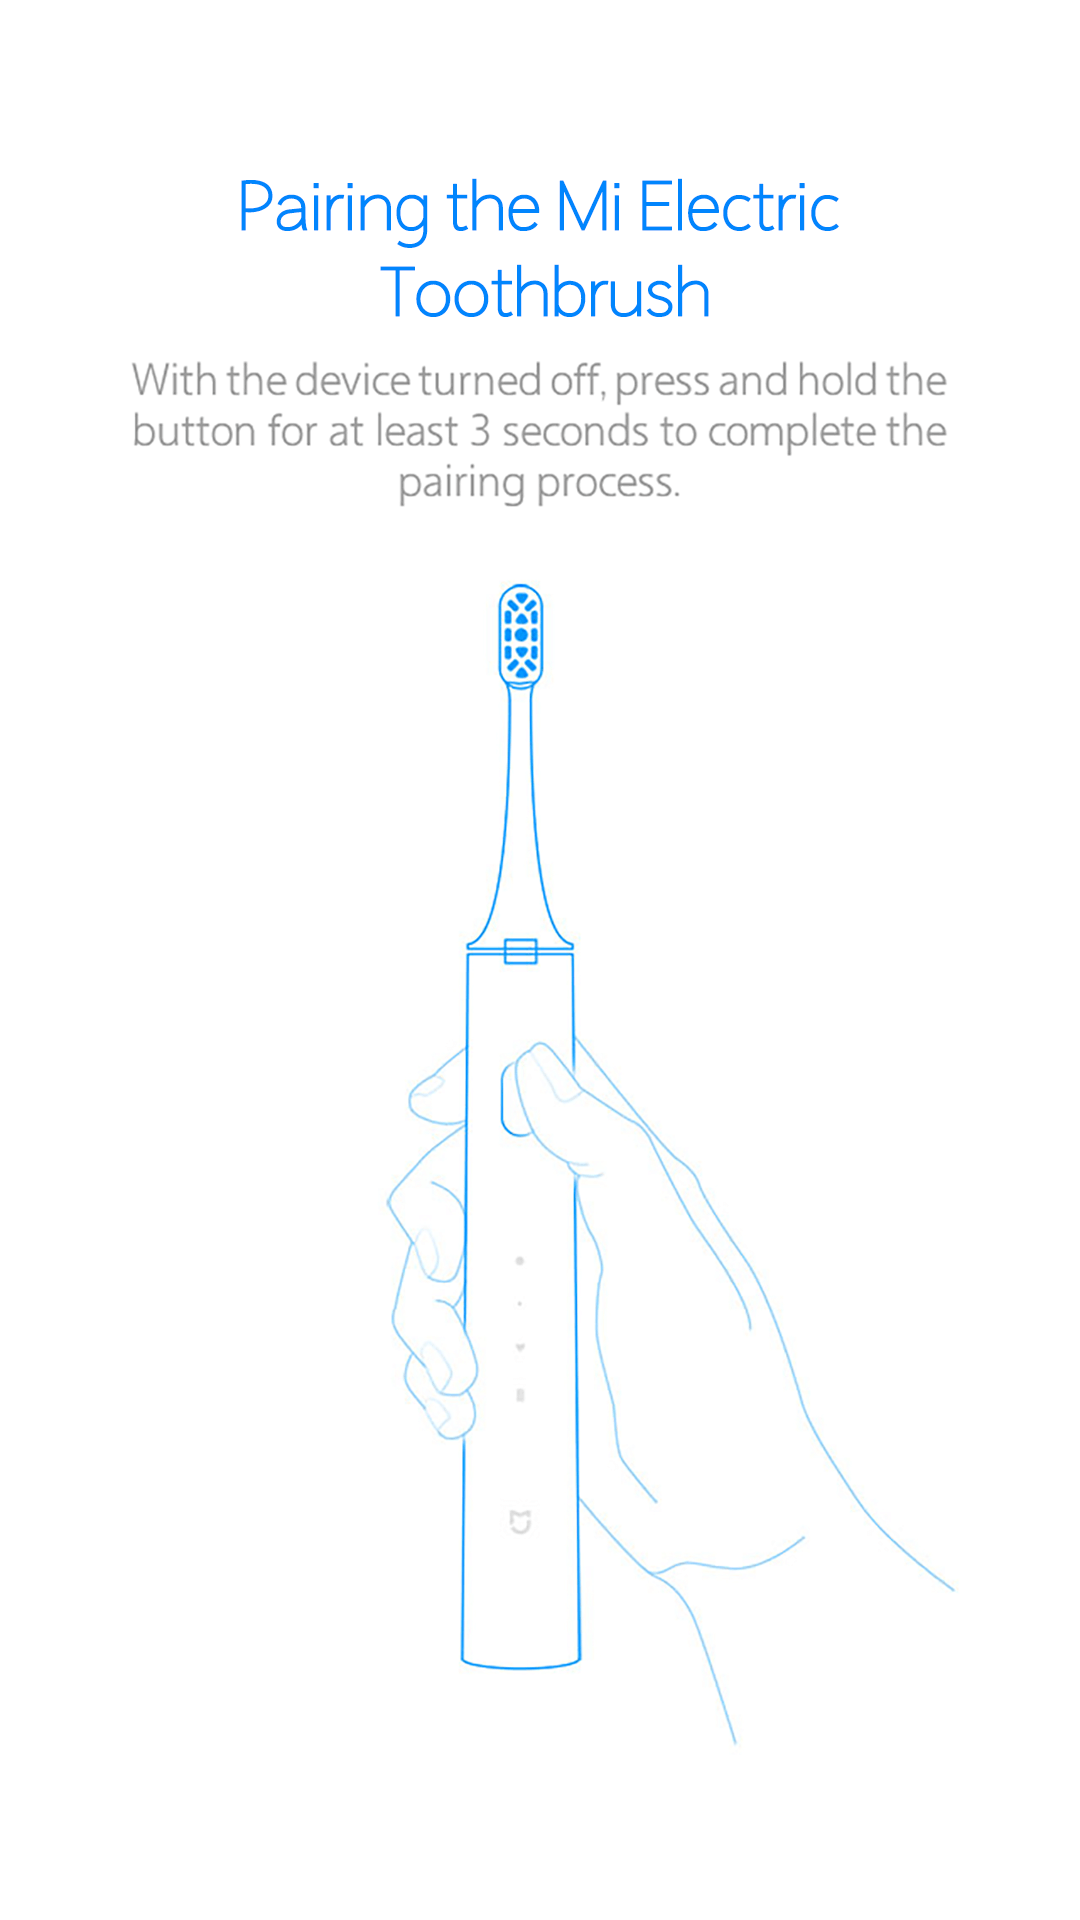 Pairing the Mi Electric
Toothbrush
With the device turned off, press and hold the
button for at least 3 seconds to complete the
pairing process.